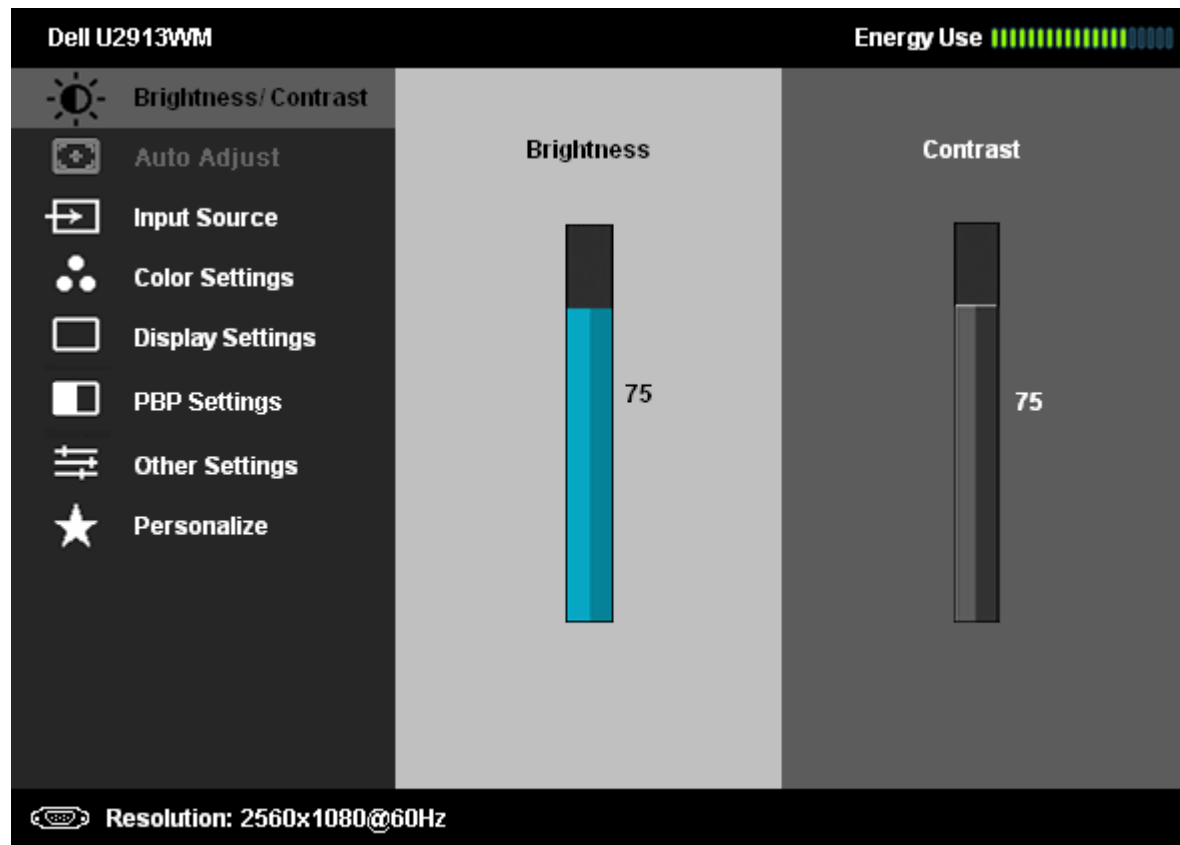 Dell U2913WM
Energy Use
Brightness/Contrast
Auto Adjust
Input Source
Color Settings
Display Settings
PBP Settings
Other Settings
Personalize
Brightness
75
Contrast
75
Resolution: 2560x1080@60Hz